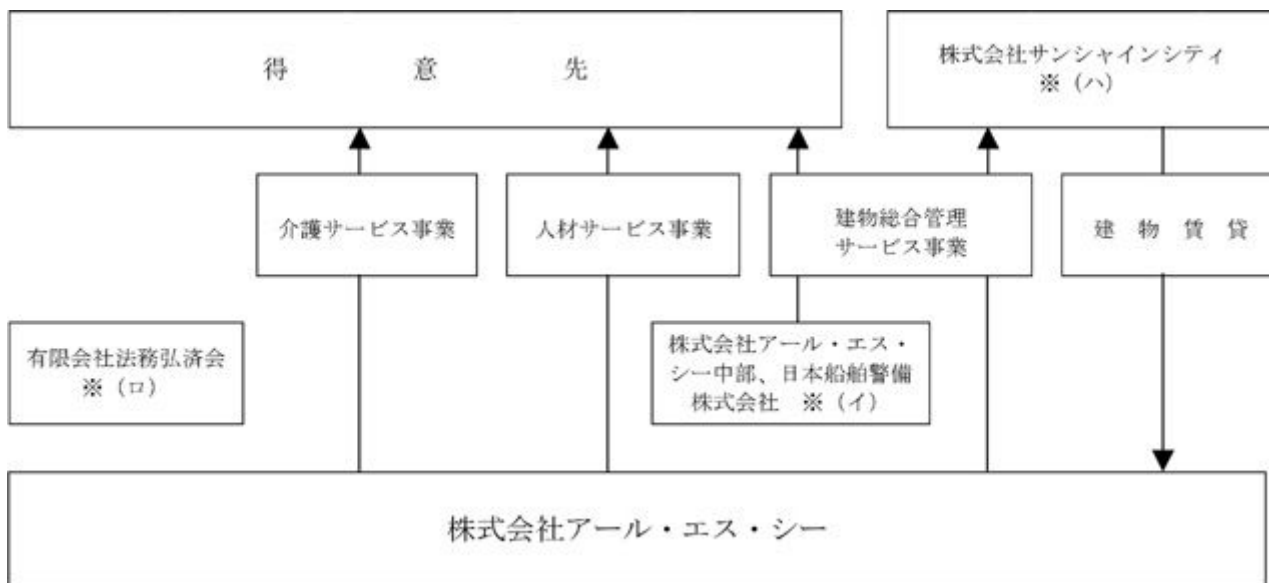 得意先
株式会社サンシャインシティ
※（ハ）
介護サービス事業
人材サービス事業
建物総合管理
サービス事業
建物賃貸
有限会社法務弘済会
※（ロ）
株式会社アール・エス・
シー中部、日本船舶警備
株式会社　※（イ）
株式会社アール・エス・シー